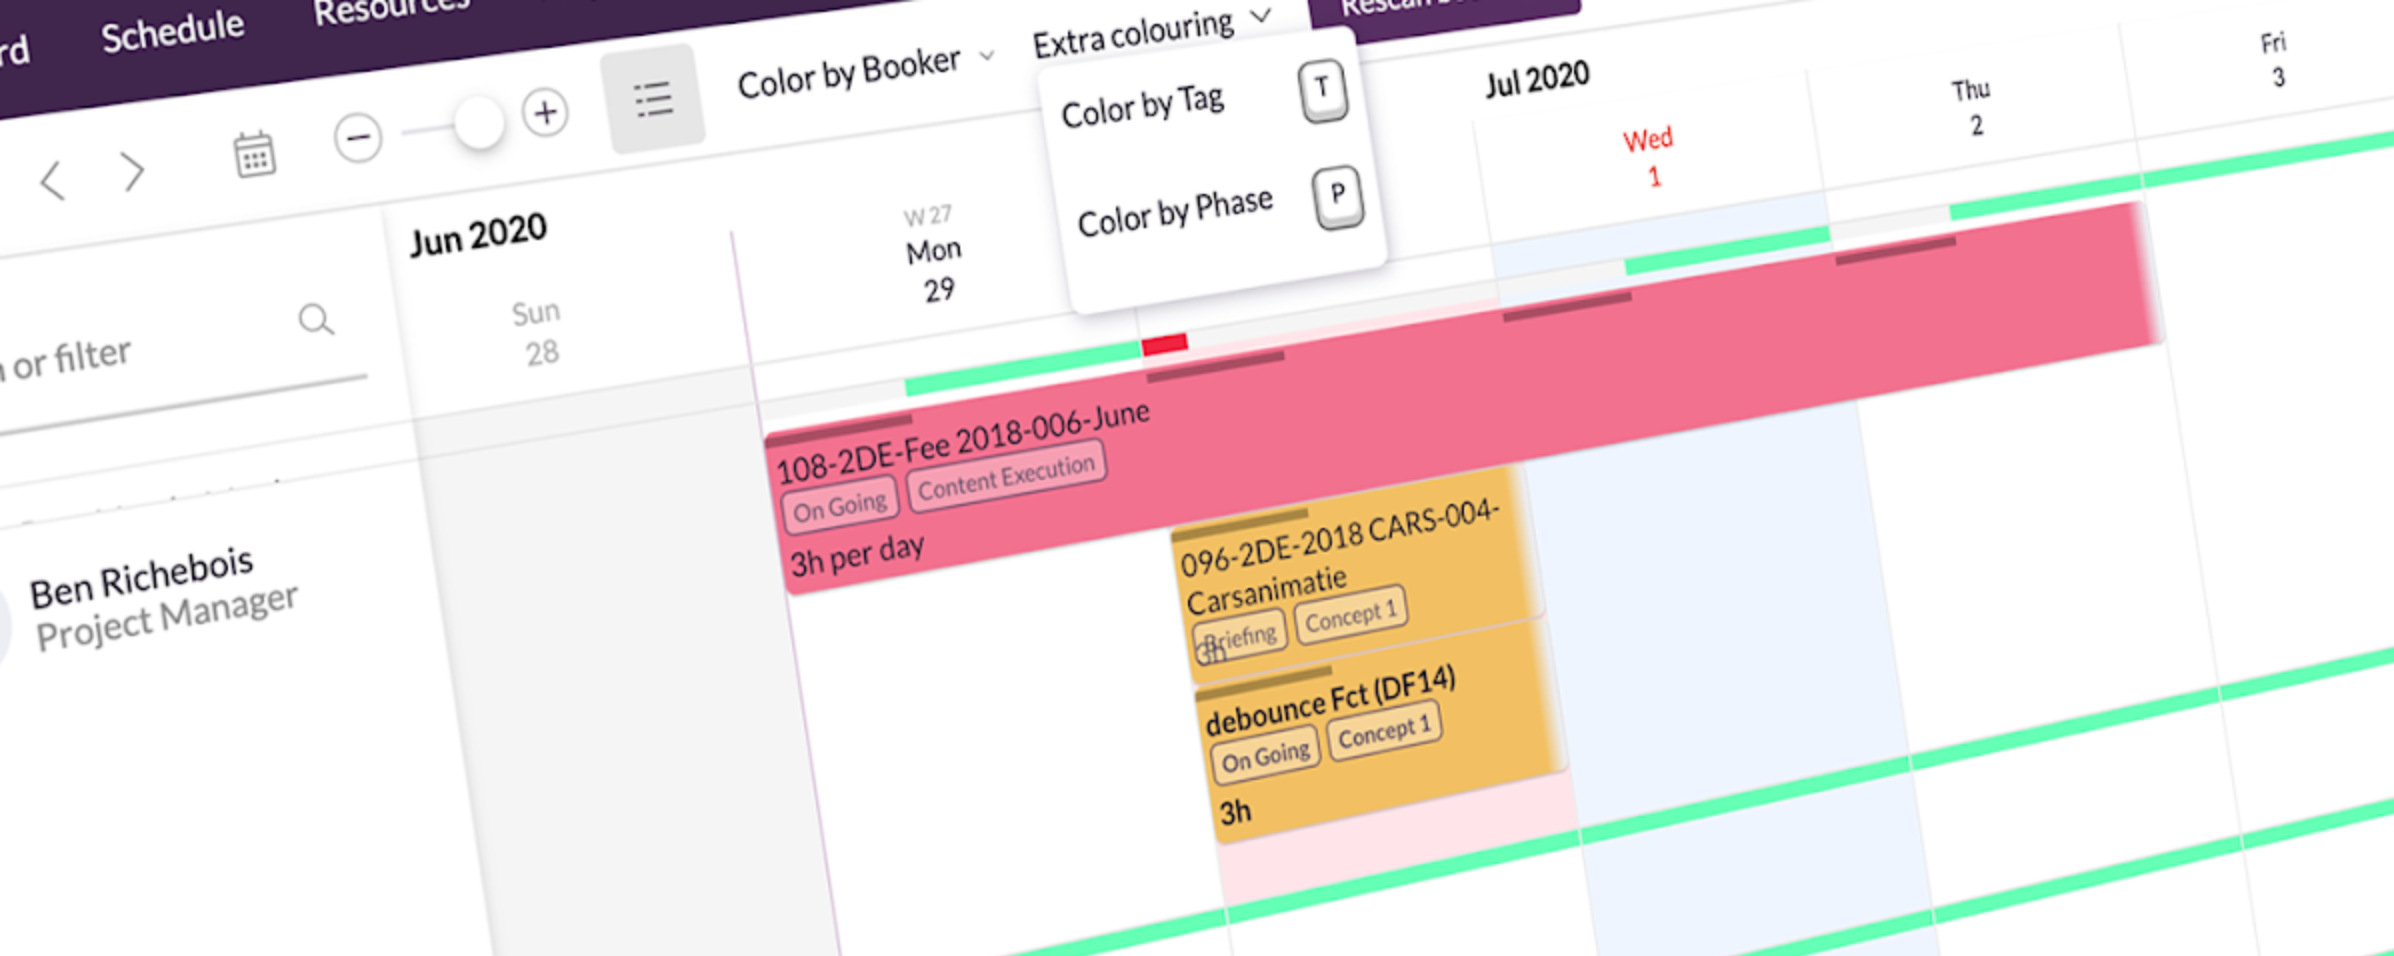 rd Schedule Resources
Color by Booker Extra colouring
Color by Tag T
Color by Phase P
Jun 2020
Jul 2020
Sun
28
W 27
Mon
29
Wed
1
Thu
2
Fri
3
or filter
Ben Richebois
Project Manager
108-2DE-Fee 2018-006-June
On Going Content Execution
3h per day
096-2DE-2018 CARS-004-
Carsanimatie
Briefing Concept 1
3h
debounce Fct (DF14)
On Going Concept 1
3h